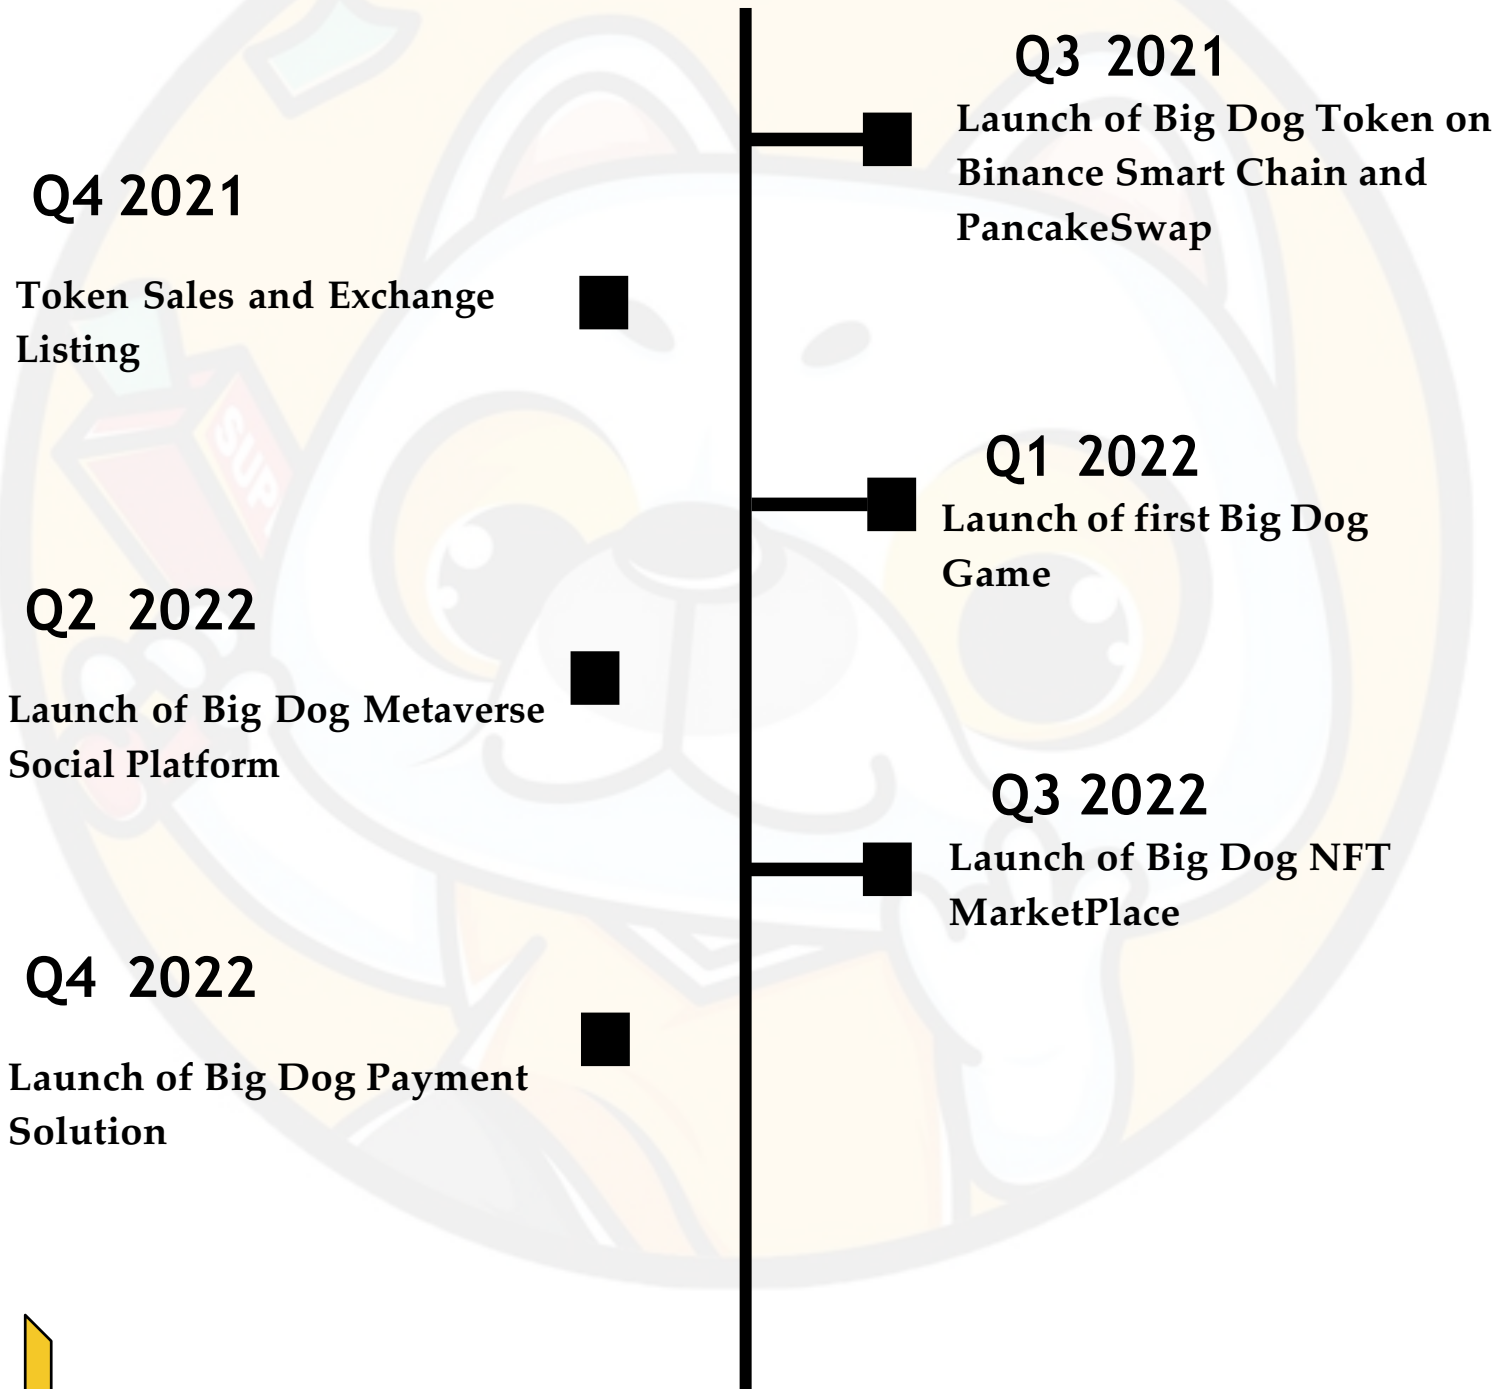 Q3 2021
Launch of Big Dog Token on
Binance Smart Chain and
PancakeSwap
Q4 2021
Token Sales and Exchange
Listing
SUP
Q1 2022
Launch of first Big Dog
Game
Q2 2022
Launch of Big Dog Metaverse
Social Platform
Q3 2022
Launch of Big Dog NFT
MarketPlace
Q4 2022
Launch of Big Dog Payment
Solution